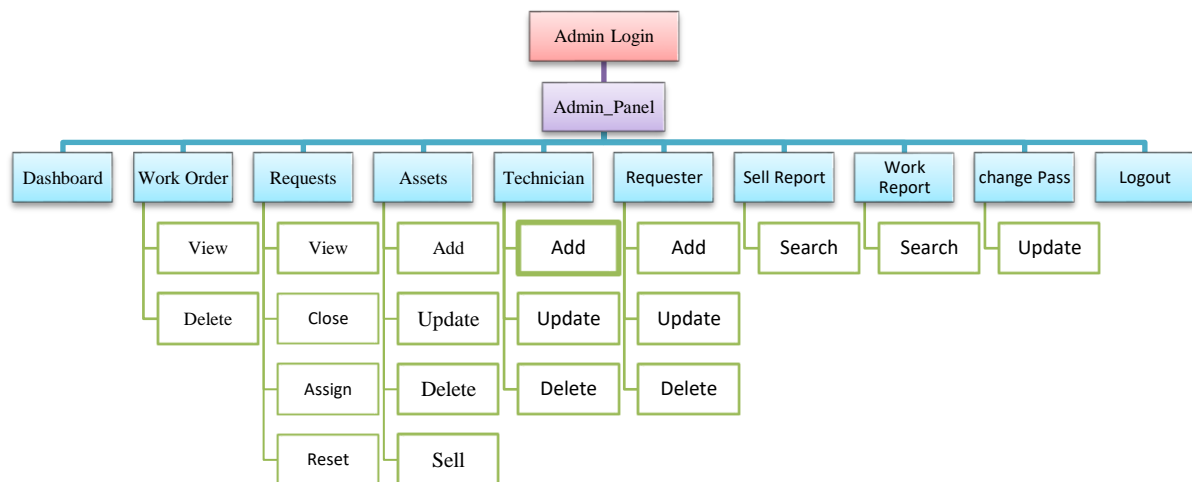 Admin Login
Admin_Panel
Dashboard
Work Order
Requests
Assets
Technician
Requester
Sell Report
Work
Report
change Pass
Logout
View
View
Add
Add
Add
Search
Search
Update
Delete
Close
Update
Update
Update
Assign
Delete
Delete
Delete
Reset
Sell